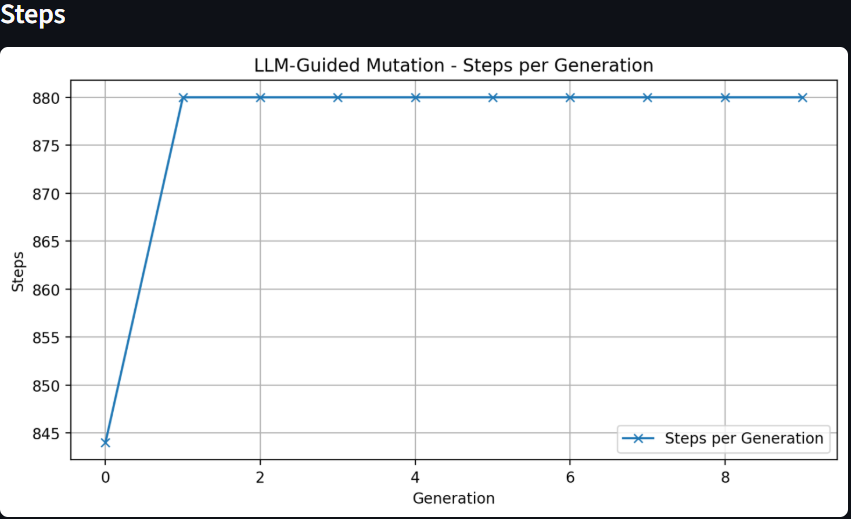 Steps
LLM-Guided Mutation - Steps per Generation
880
875
870
865
860
855
850
845
Steps
Steps per Generation
0 2 4 6 8
Generation